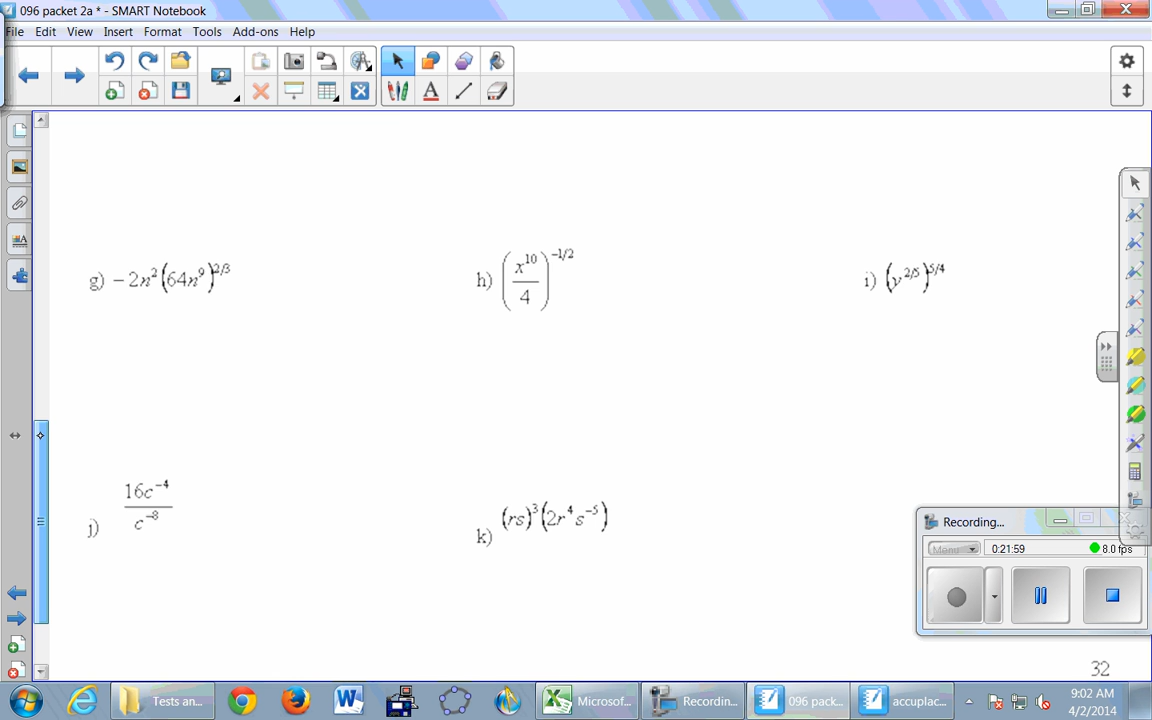 096 packet 2a * - SMART Notebook
File Edit View Insert Format Tools Add-ons Help
g) −2n²(64n⁹)^2/3
h) (x¹⁰/4)^−1/2
i) (y^2/5)^5/4
j) 16c⁻⁴/c⁻⁸
k) (rs)³(2r⁴s⁻⁵)
Recording...
Menu 0:21:59 8.0 fps
32
Tests an... Microsof... Recordin... 096 pack... accuplac... 9:02 AM
4/2/2014